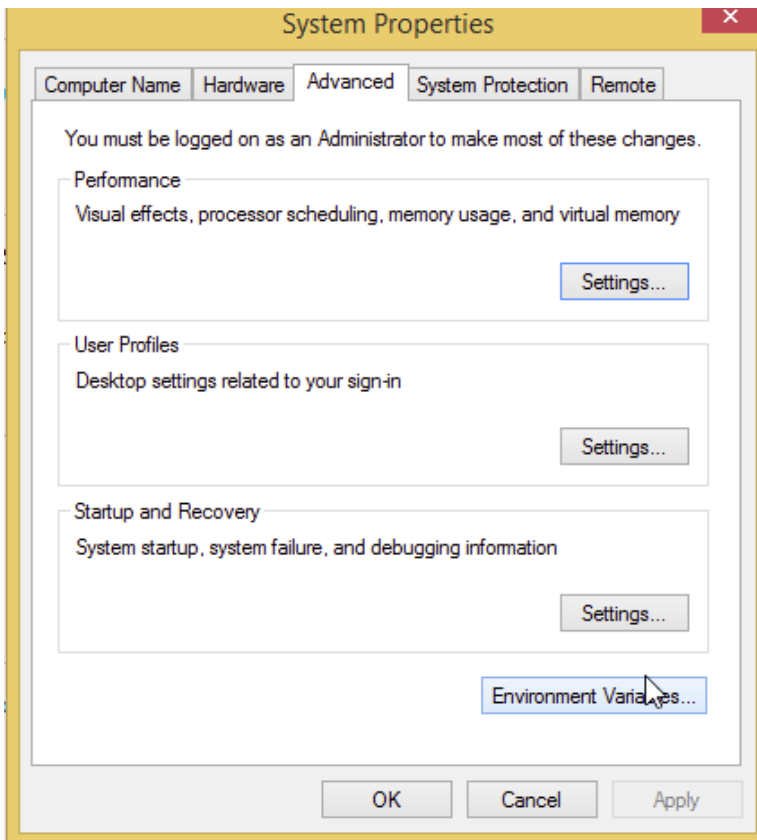 System Properties
Computer Name Hardware Advanced System Protection Remote
You must be logged on as an Administrator to make most of these changes.
Performance
Visual effects, processor scheduling, memory usage, and virtual memory
Settings...
User Profiles
Desktop settings related to your sign-in
Settings...
Startup and Recovery
System startup, system failure, and debugging information
Settings...
Environment Variables...
OK Cancel Apply